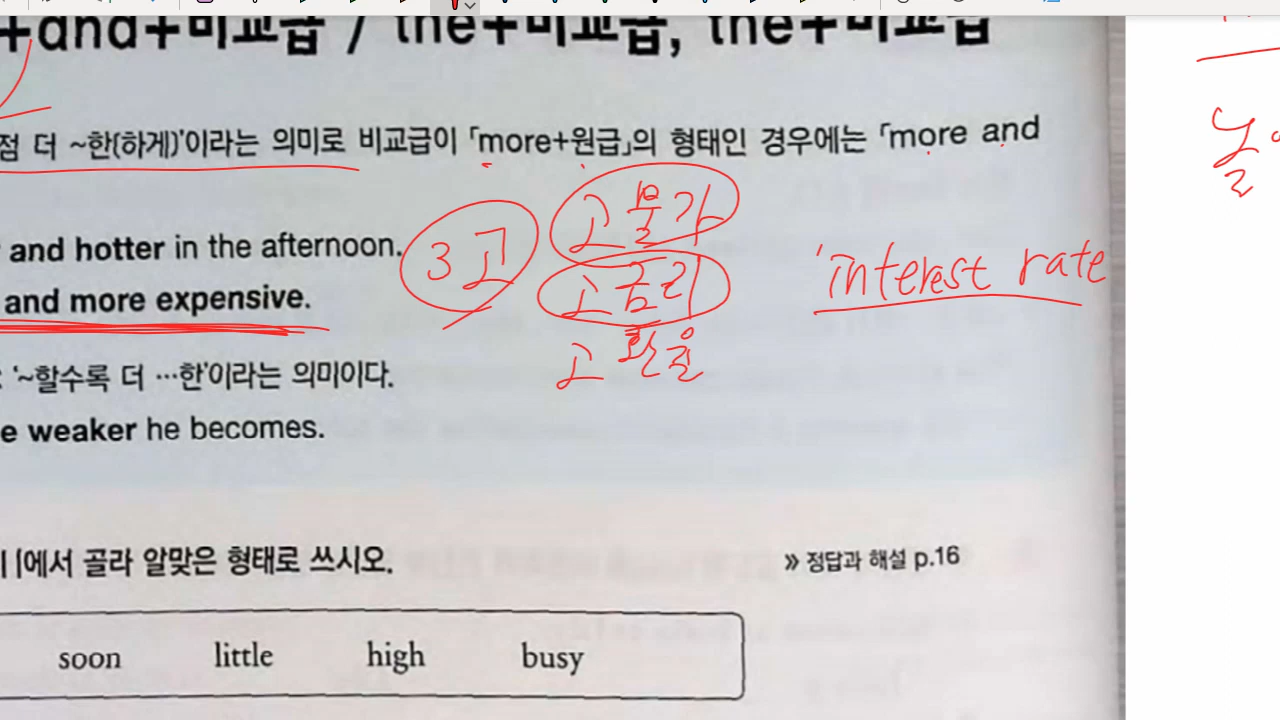 +and+비교급 / the+비교급, the+비교급
점 더 ~한(하게)'이라는 의미로 비교급이 「more+원급」의 형태인 경우에는 「more and
and hotter in the afternoon.
and more expensive.
3고
고물가
고금리
고환율
interest rate
'~할수록 더 …한'이라는 의미이다.
e weaker he becomes.
에서 골라 알맞은 형태로 쓰시오.
» 정답과 해설 p.16
soon little high busy